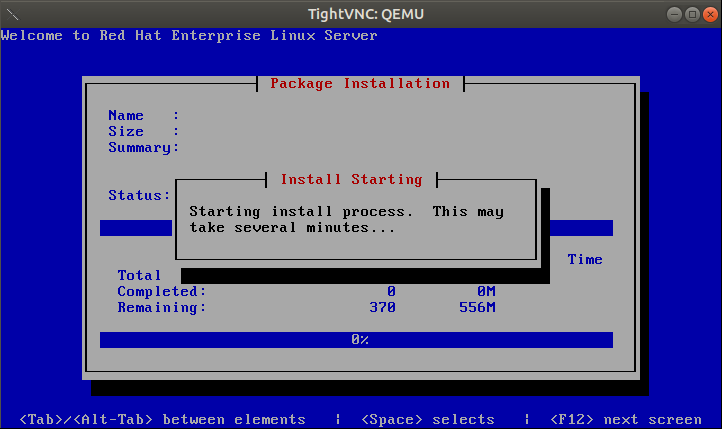 TightVNC: QEMU
Welcome to Red Hat Enterprise Linux Server
Package Installation
Name :
Size :
Summary:
Install Starting
Status:
Starting install process. This may
take several minutes...
Time
Total
Completed: 0 0M
Remaining: 370 556M
0%
<Tab>/<Alt-Tab> between elements | <Space> selects | <F12> next screen